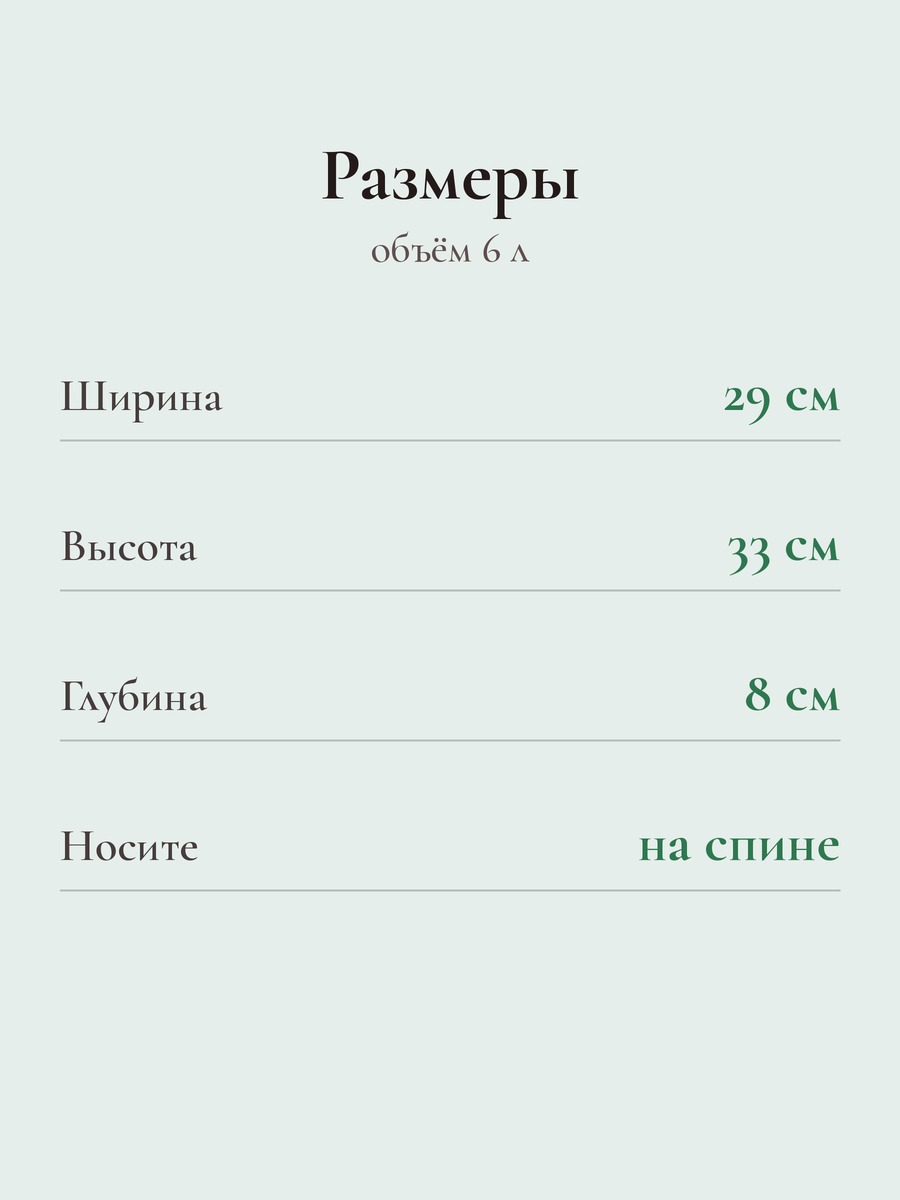 Размеры
объём 6 л
Ширина 29 см
Высота 33 см
Глубина 8 см
Носите на спине